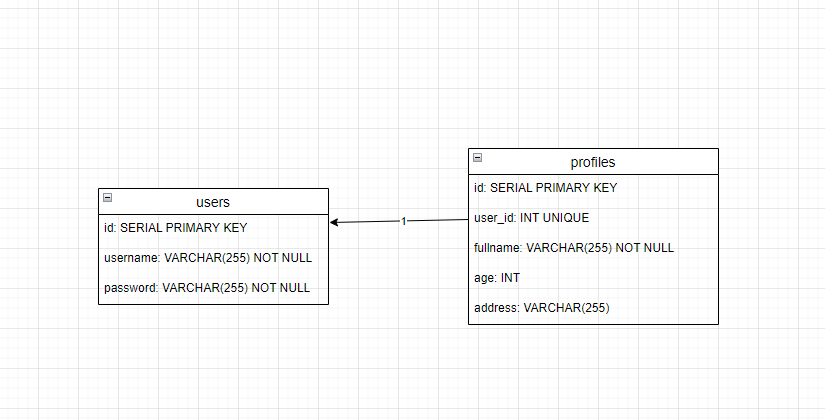 users
id: SERIAL PRIMARY KEY
username: VARCHAR(255) NOT NULL
password: VARCHAR(255) NOT NULL
1
profiles
id: SERIAL PRIMARY KEY
user_id: INT UNIQUE
fullname: VARCHAR(255) NOT NULL
age: INT
address: VARCHAR(255)